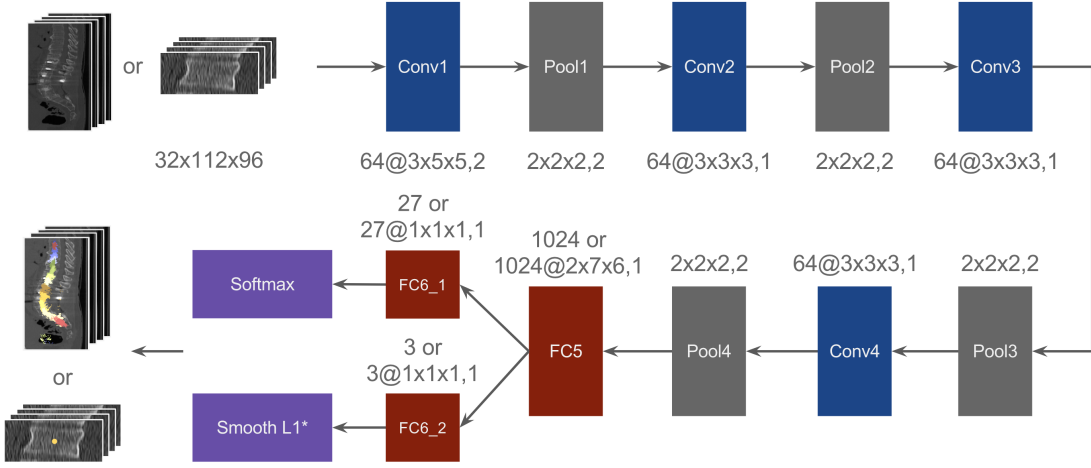 or
32x112x96
Conv1
64@3x5x5,2
Pool1
2x2x2,2
Conv2
64@3x3x3,1
Pool2
2x2x2,2
Conv3
64@3x3x3,1
Pool3
2x2x2,2
Conv4
64@3x3x3,1
Pool4
2x2x2,2
FC5
1024 or
1024@2x7x6,1
27 or
27@1x1x1,1
FC6_1
Softmax
3 or
3@1x1x1,1
FC6_2
Smooth L1*
or